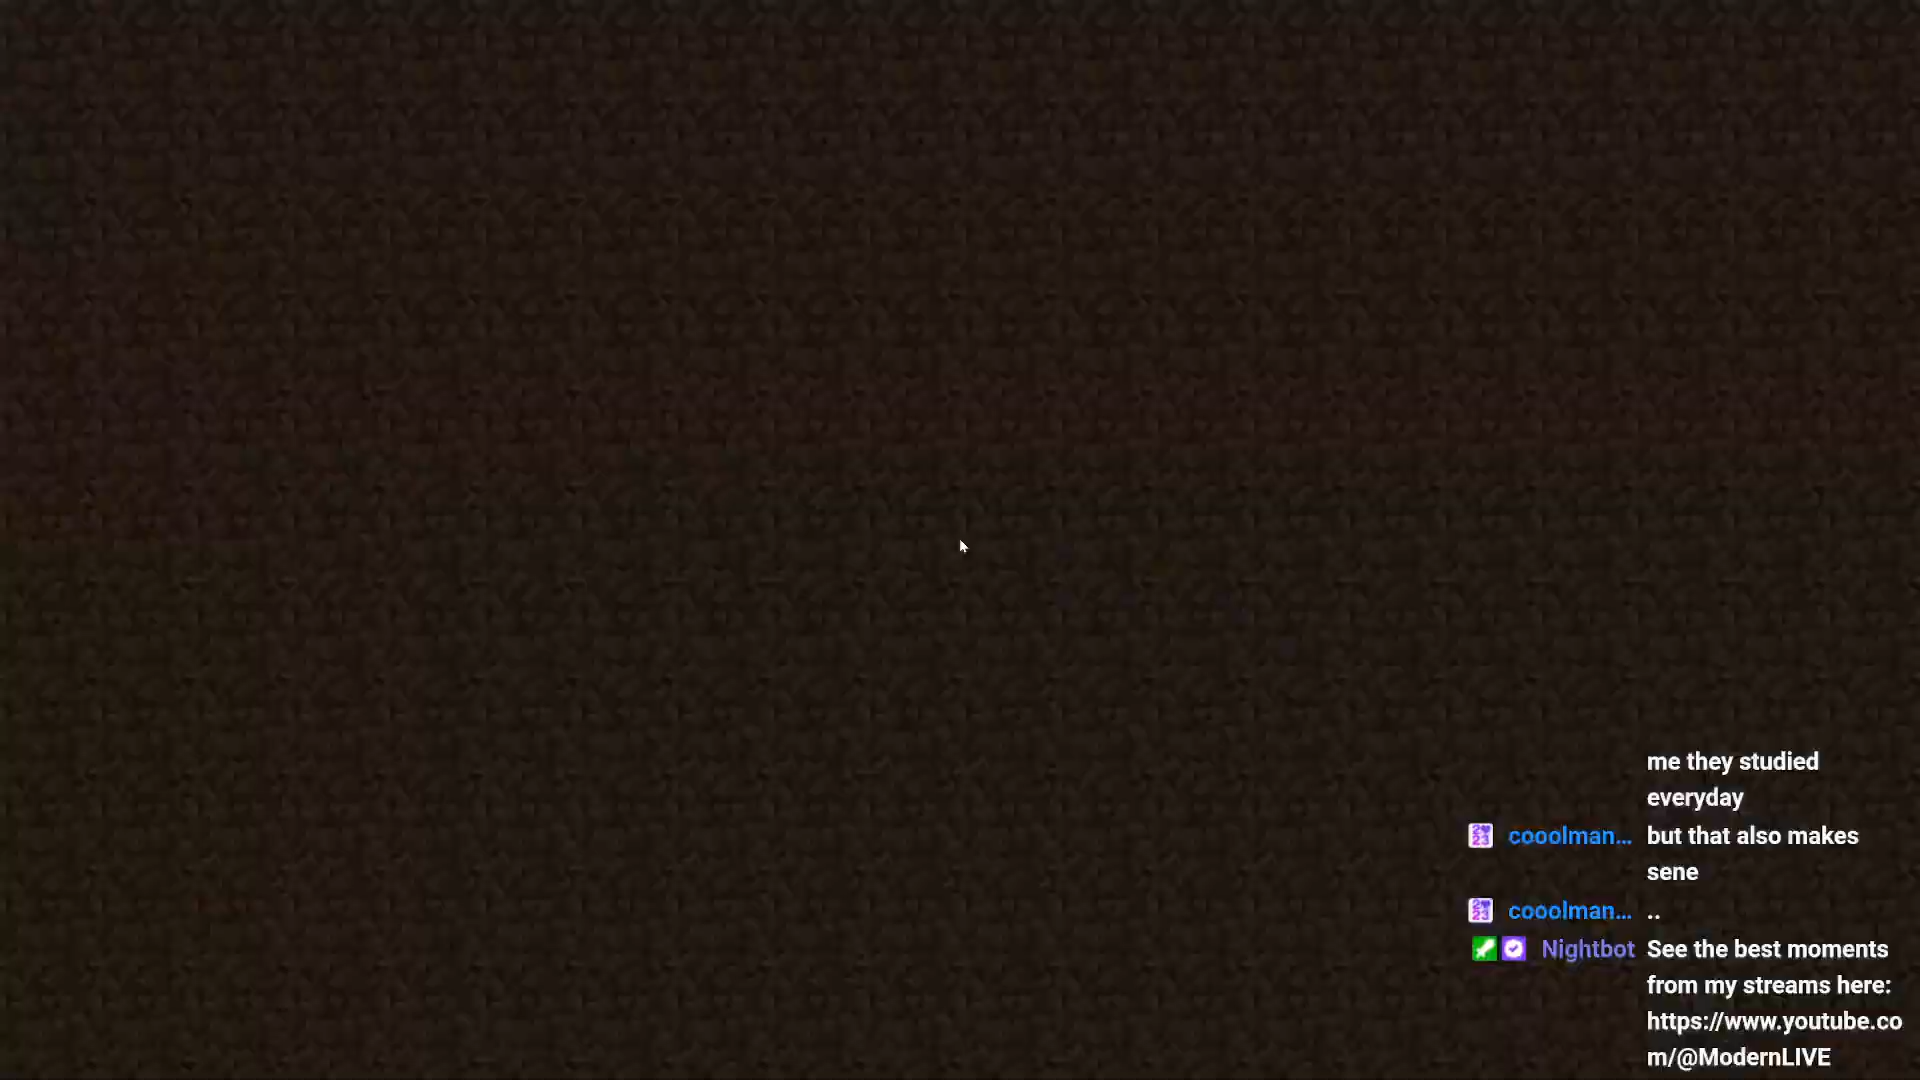 me they studied
everyday
cooolman... but that also makes
sene
cooolman... ..
Nightbot See the best moments
from my streams here:
https://www.youtube.co
m/@ModernLIVE